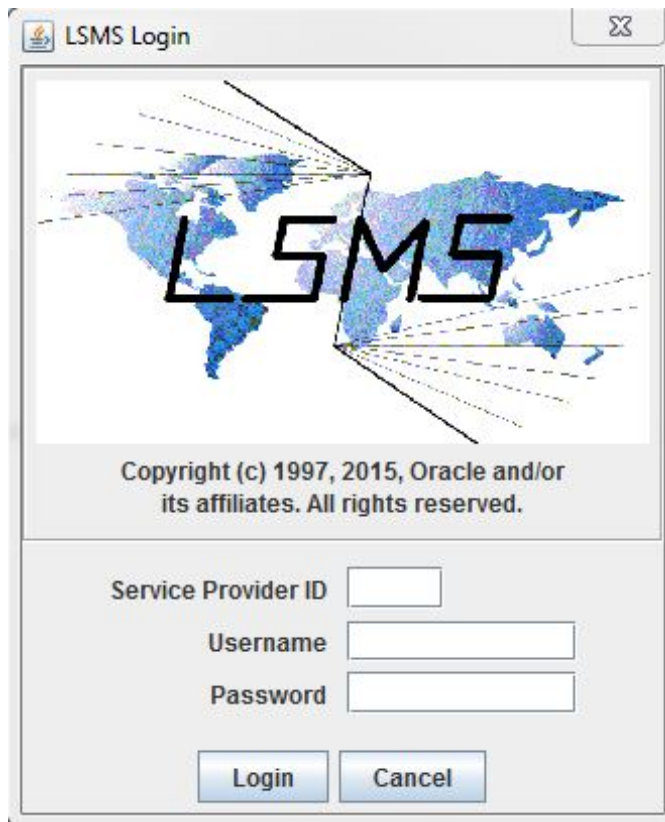 LSMS Login
LSMS
Copyright (c) 1997, 2015, Oracle and/or
its affiliates. All rights reserved.
Service Provider ID
Username
Password
Login Cancel